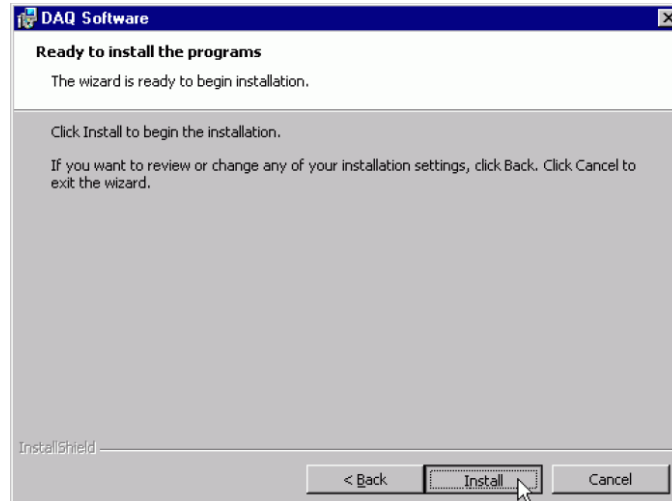 DAQ Software
Ready to install the programs
The wizard is ready to begin installation.
Click Install to begin the installation.
If you want to review or change any of your installation settings, click Back. Click Cancel to
exit the wizard.
InstallShield
< Back Install Cancel